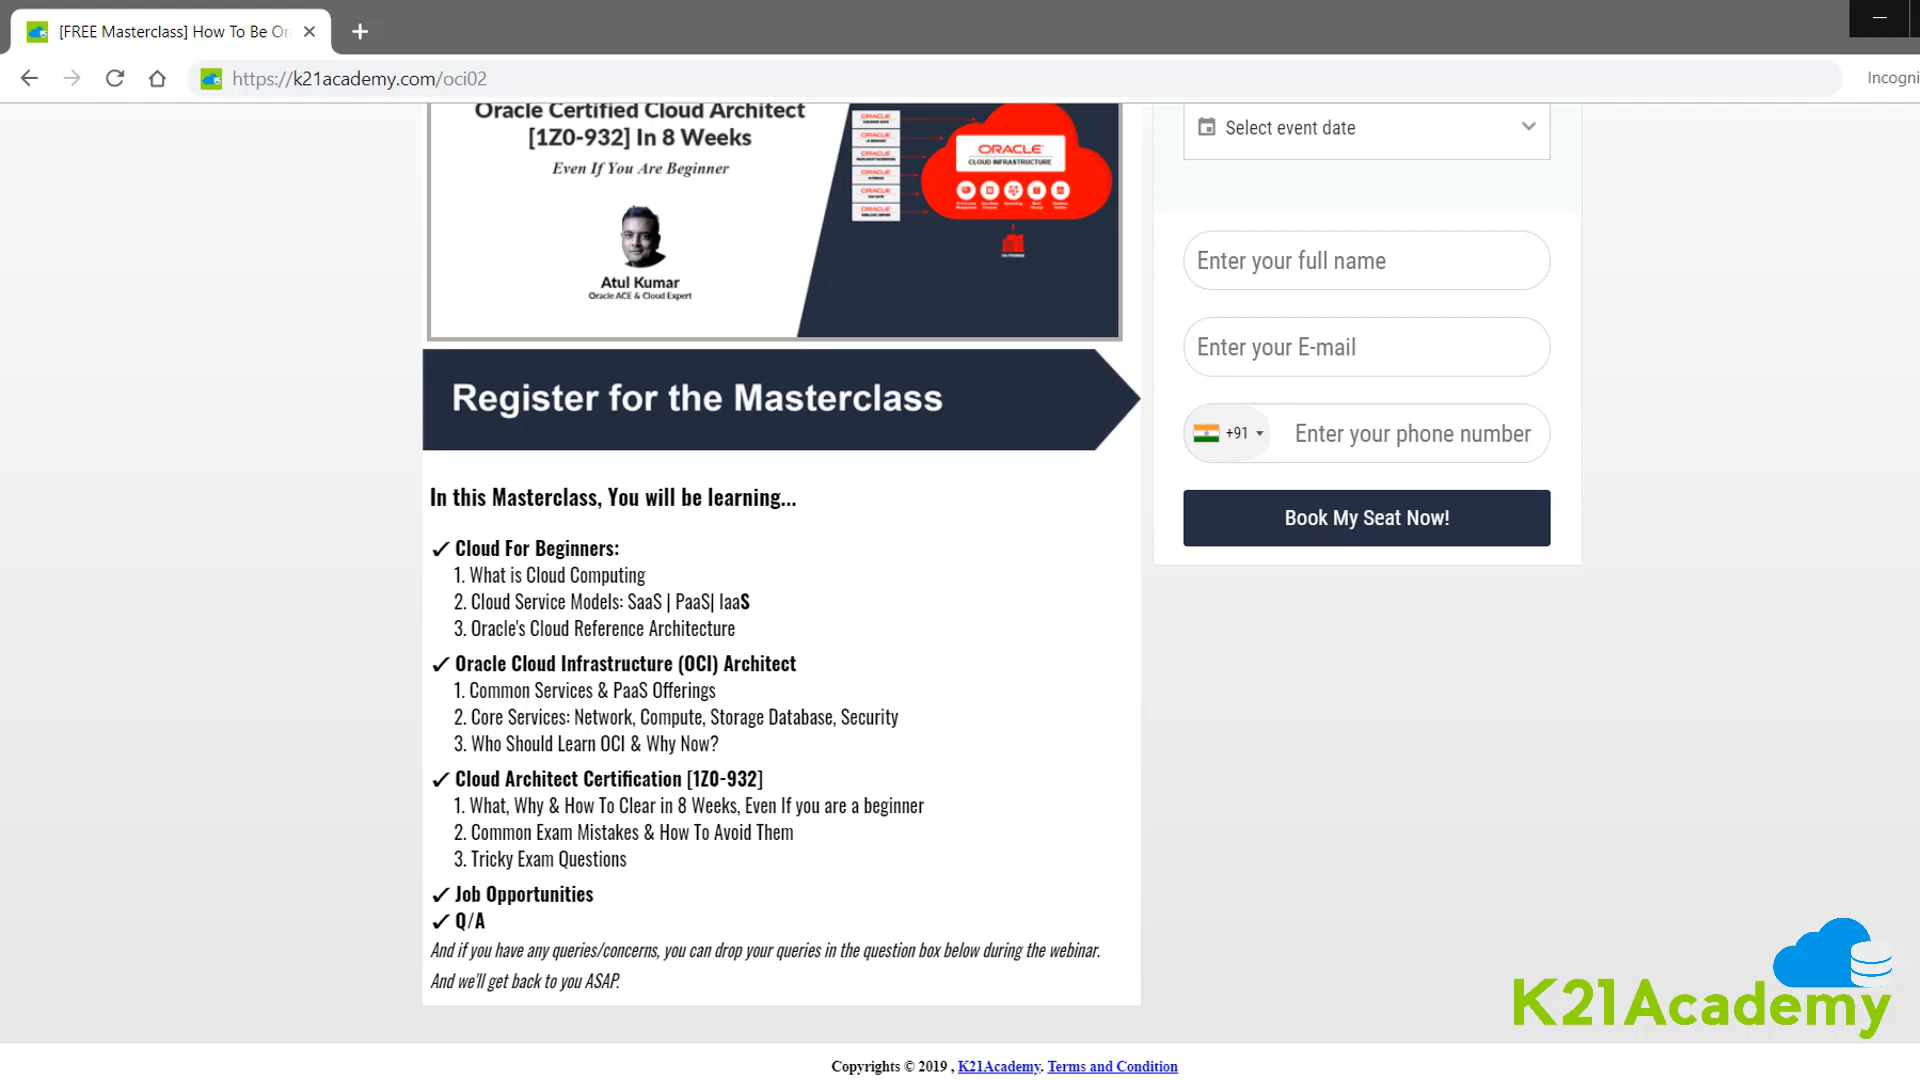 [FREE Masterclass] How To Be Or
https://k21academy.com/oci02
Incogni
Oracle Certified Cloud Architect
[1Z0-932] In 8 Weeks
Even If You Are Beginner
Atul Kumar
Oracle ACE & Cloud Expert
ORACLE
ORACLE
ORACLE
ORACLE
ORACLE
ORACLE
ORACLE
CLOUD INFRASTRUCTURE
Select event date
Enter your full name
Enter your E-mail
+91
Enter your phone number
Book My Seat Now!
Register for the Masterclass
In this Masterclass, You will be learning...
✓ Cloud For Beginners:
1. What is Cloud Computing
2. Cloud Service Models: SaaS | PaaS| IaaS
3. Oracle's Cloud Reference Architecture
✓ Oracle Cloud Infrastructure (OCI) Architect
1. Common Services & PaaS Offerings
2. Core Services: Network, Compute, Storage Database, Security
3. Who Should Learn OCI & Why Now?
✓ Cloud Architect Certification [1Z0-932]
1. What, Why & How To Clear in 8 Weeks, Even If you are a beginner
2. Common Exam Mistakes & How To Avoid Them
3. Tricky Exam Questions
✓ Job Opportunities
✓ Q/A
And if you have any queries/concerns, you can drop your queries in the question box below during the webinar.
And we'll get back to you ASAP.
K21Academy
Copyrights © 2019 , K21Academy. Terms and Condition